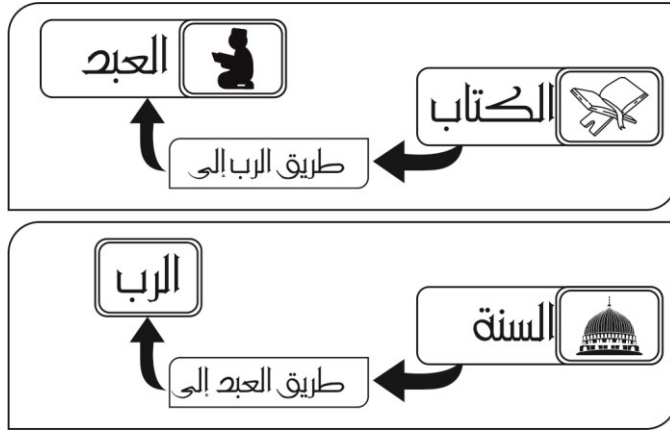 الكتاب
طريق الرب إلى
العبد
السنة
طريق العبد إلى
الرب